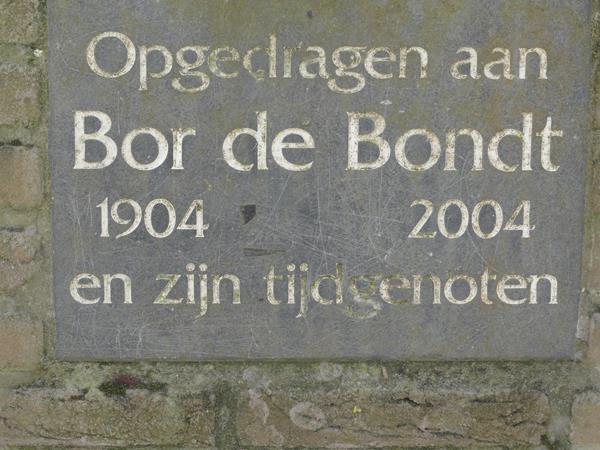 Opgedragen aan
Bor de Bondt
1904 2004
en zijn tijdgenoten